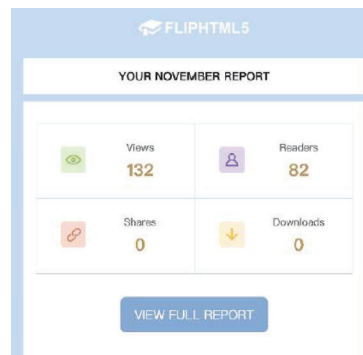 FLIPHTML5
YOUR NOVEMBER REPORT
Views
132
Readers
82
Shares
0
Downloads
0
VIEW FULL REPORT